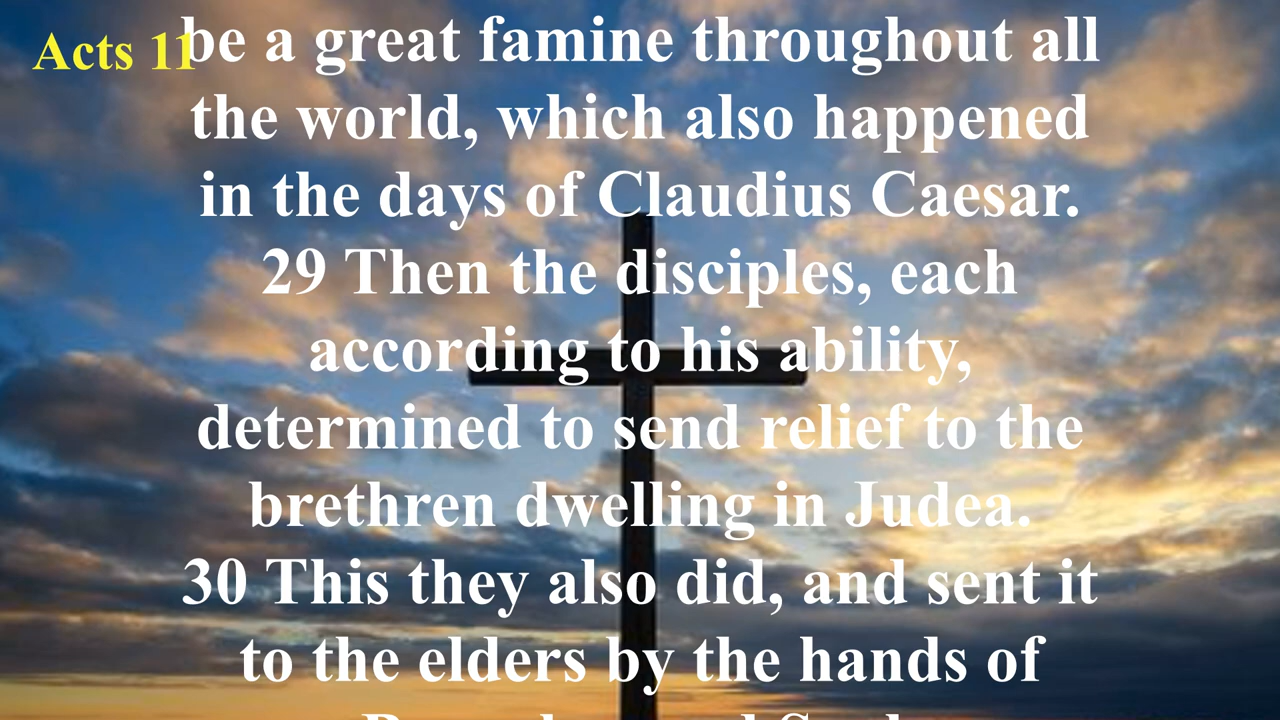 Acts 11
be a great famine throughout all
the world, which also happened
in the days of Claudius Caesar.
29 Then the disciples, each
according to his ability,
determined to send relief to the
brethren dwelling in Judea.
30 This they also did, and sent it
to the elders by the hands of